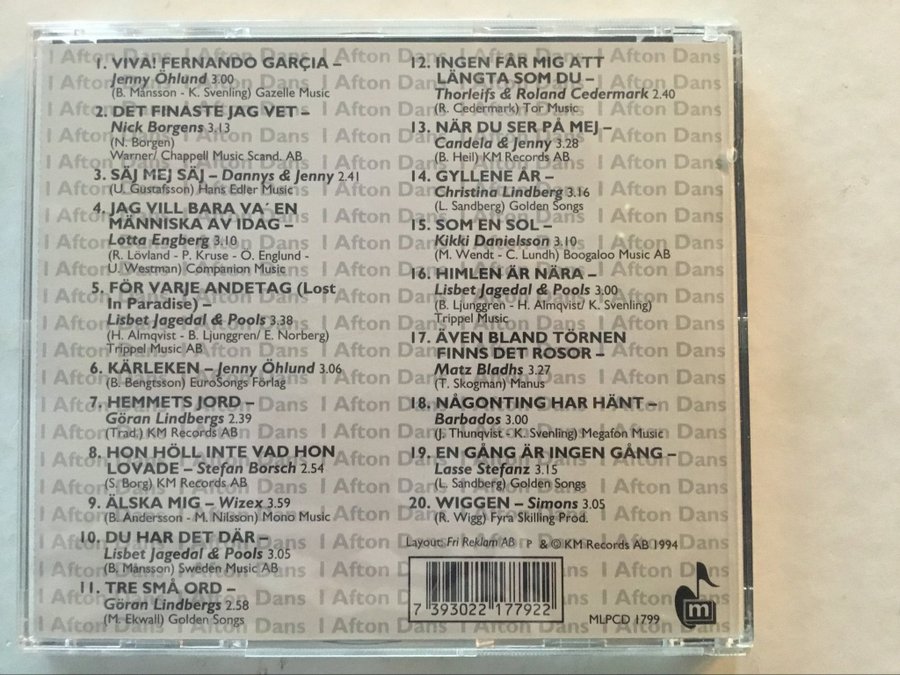 1. VIVA! FERNANDO GARÇIA –
Jenny Öhlund 3.00
(B. Månsson - K. Svenling) Gazelle Music
2. DET FINASTE JAG VET –
Nick Borgens 3.13
(N. Borgen)
Warner/ Chappell Music Scand. AB
3. SÄJ MEJ SÄJ – Dannys & Jenny 2.41
(U. Gustafsson) Hans Edler Music
4. JAG VILL BARA VA´ EN
MÄNNISKA AV IDAG –
Lotta Engberg 3.10
(R. Lövland - P. Kruse - O. Englund -
U. Westman) Companion Music
5. FÖR VARJE ANDETAG (Lost
In Paradise) –
Lisbet Jagedal & Pools 3.38
(H. Almqvist - B. Ljunggren/ E. Norberg)
Trippel Music AB
6. KÄRLEKEN – Jenny Öhlund 3.06
(B. Bengtsson) EuroSongs Förlag
7. HEMMETS JORD –
Göran Lindbergs 2.39
(Trad.) KM Records AB
8. HON HÖLL INTE VAD HON
LOVADE – Stefan Borsch 2.54
(S. Borg) KM Records AB
9. ÄLSKA MIG – Wizex 3.59
(B. Andersson - M. Nilsson) Mono Music
10. DU HAR DET DÄR –
Lisbet Jagedal & Pools 3.05
(B. Månsson) Sweden Music AB
11. TRE SMÅ ORD –
Göran Lindbergs 2.58
(M. Ekwall) Golden Songs
12. INGEN FÅR MIG ATT
LÄNGTA SOM DU –
Thorleifs & Roland Cedermark 2.40
(R. Cedermark) Tor Music
13. NÄR DU SER PÅ MEJ –
Candela & Jenny 3.28
(B. Heil) KM Records AB
14. GYLLENE ÅR –
Christina Lindberg 3.16
(L. Sandberg) Golden Songs
15. SOM EN SOL –
Kikki Danielsson 3.10
(M. Wendt - C. Lundh) Boogaloo Music AB
16. HIMLEN ÄR NÄRA –
Lisbet Jagedal & Pools 3.00
(B. Ljunggren - H. Almqvist/ K. Svenling)
Trippel Music
17. ÄVEN BLAND TÖRNEN
FINNS DET ROSOR –
Matz Bladhs 3.27
(T. Skogman) Manus
18. NÅGONTING HAR HÄNT –
Barbados 3.00
(J. Thunqvist - K. Svenling) Megafon Music
19. EN GÅNG ÄR INGEN GÅNG –
Lasse Stefanz 3.15
(L. Sandberg) Golden Songs
20. WIGGEN – Simons 3.05
(R. Wigg) Fyra Skilling Prod.
Layout: Fri Reklam AB P & © KM Records AB 1994
7 393022 177922
m
MLPCD 1799
I Afton Dans